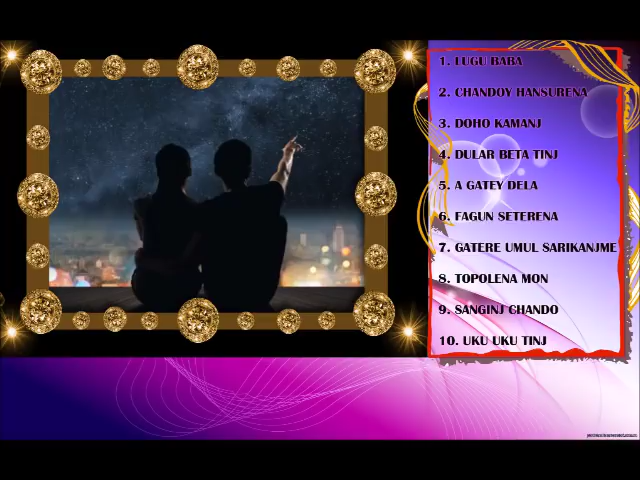 1. LUGU BABA
2. CHANDOY HANSURENA
3. DOHO KAMANJ
4. DULAR BETA TINJ
5. A GATEY DELA
6. FAGUN SETERENA
7. GATERE UMUL SARIKANJME
8. TOPOLENA MON
9. SANGINJ CHANDO
10. UKU UKU TINJ